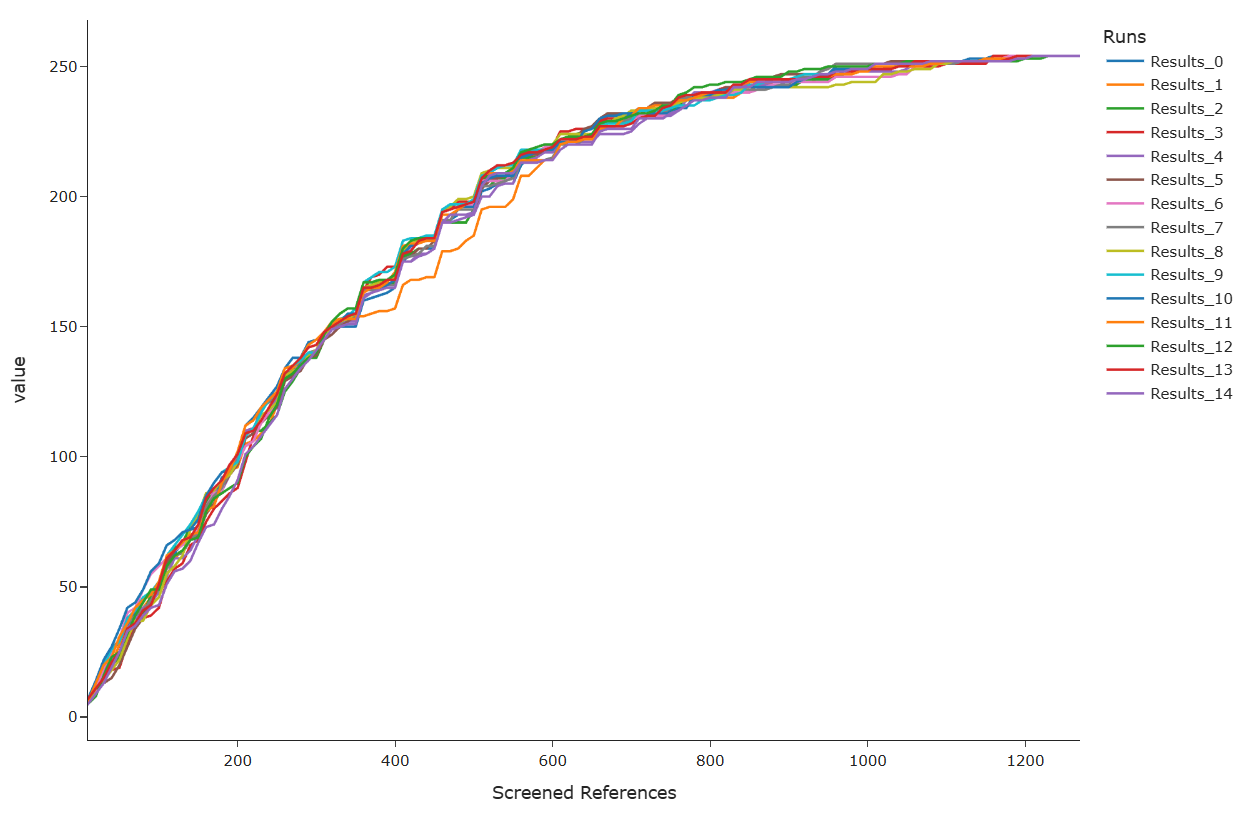 Runs
Results_0
Results_1
Results_2
Results_3
Results_4
Results_5
Results_6
Results_7
Results_8
Results_9
Results_10
Results_11
Results_12
Results_13
Results_14
value
250
200
150
100
50
0
200
400
600
800
1000
1200
Screened References